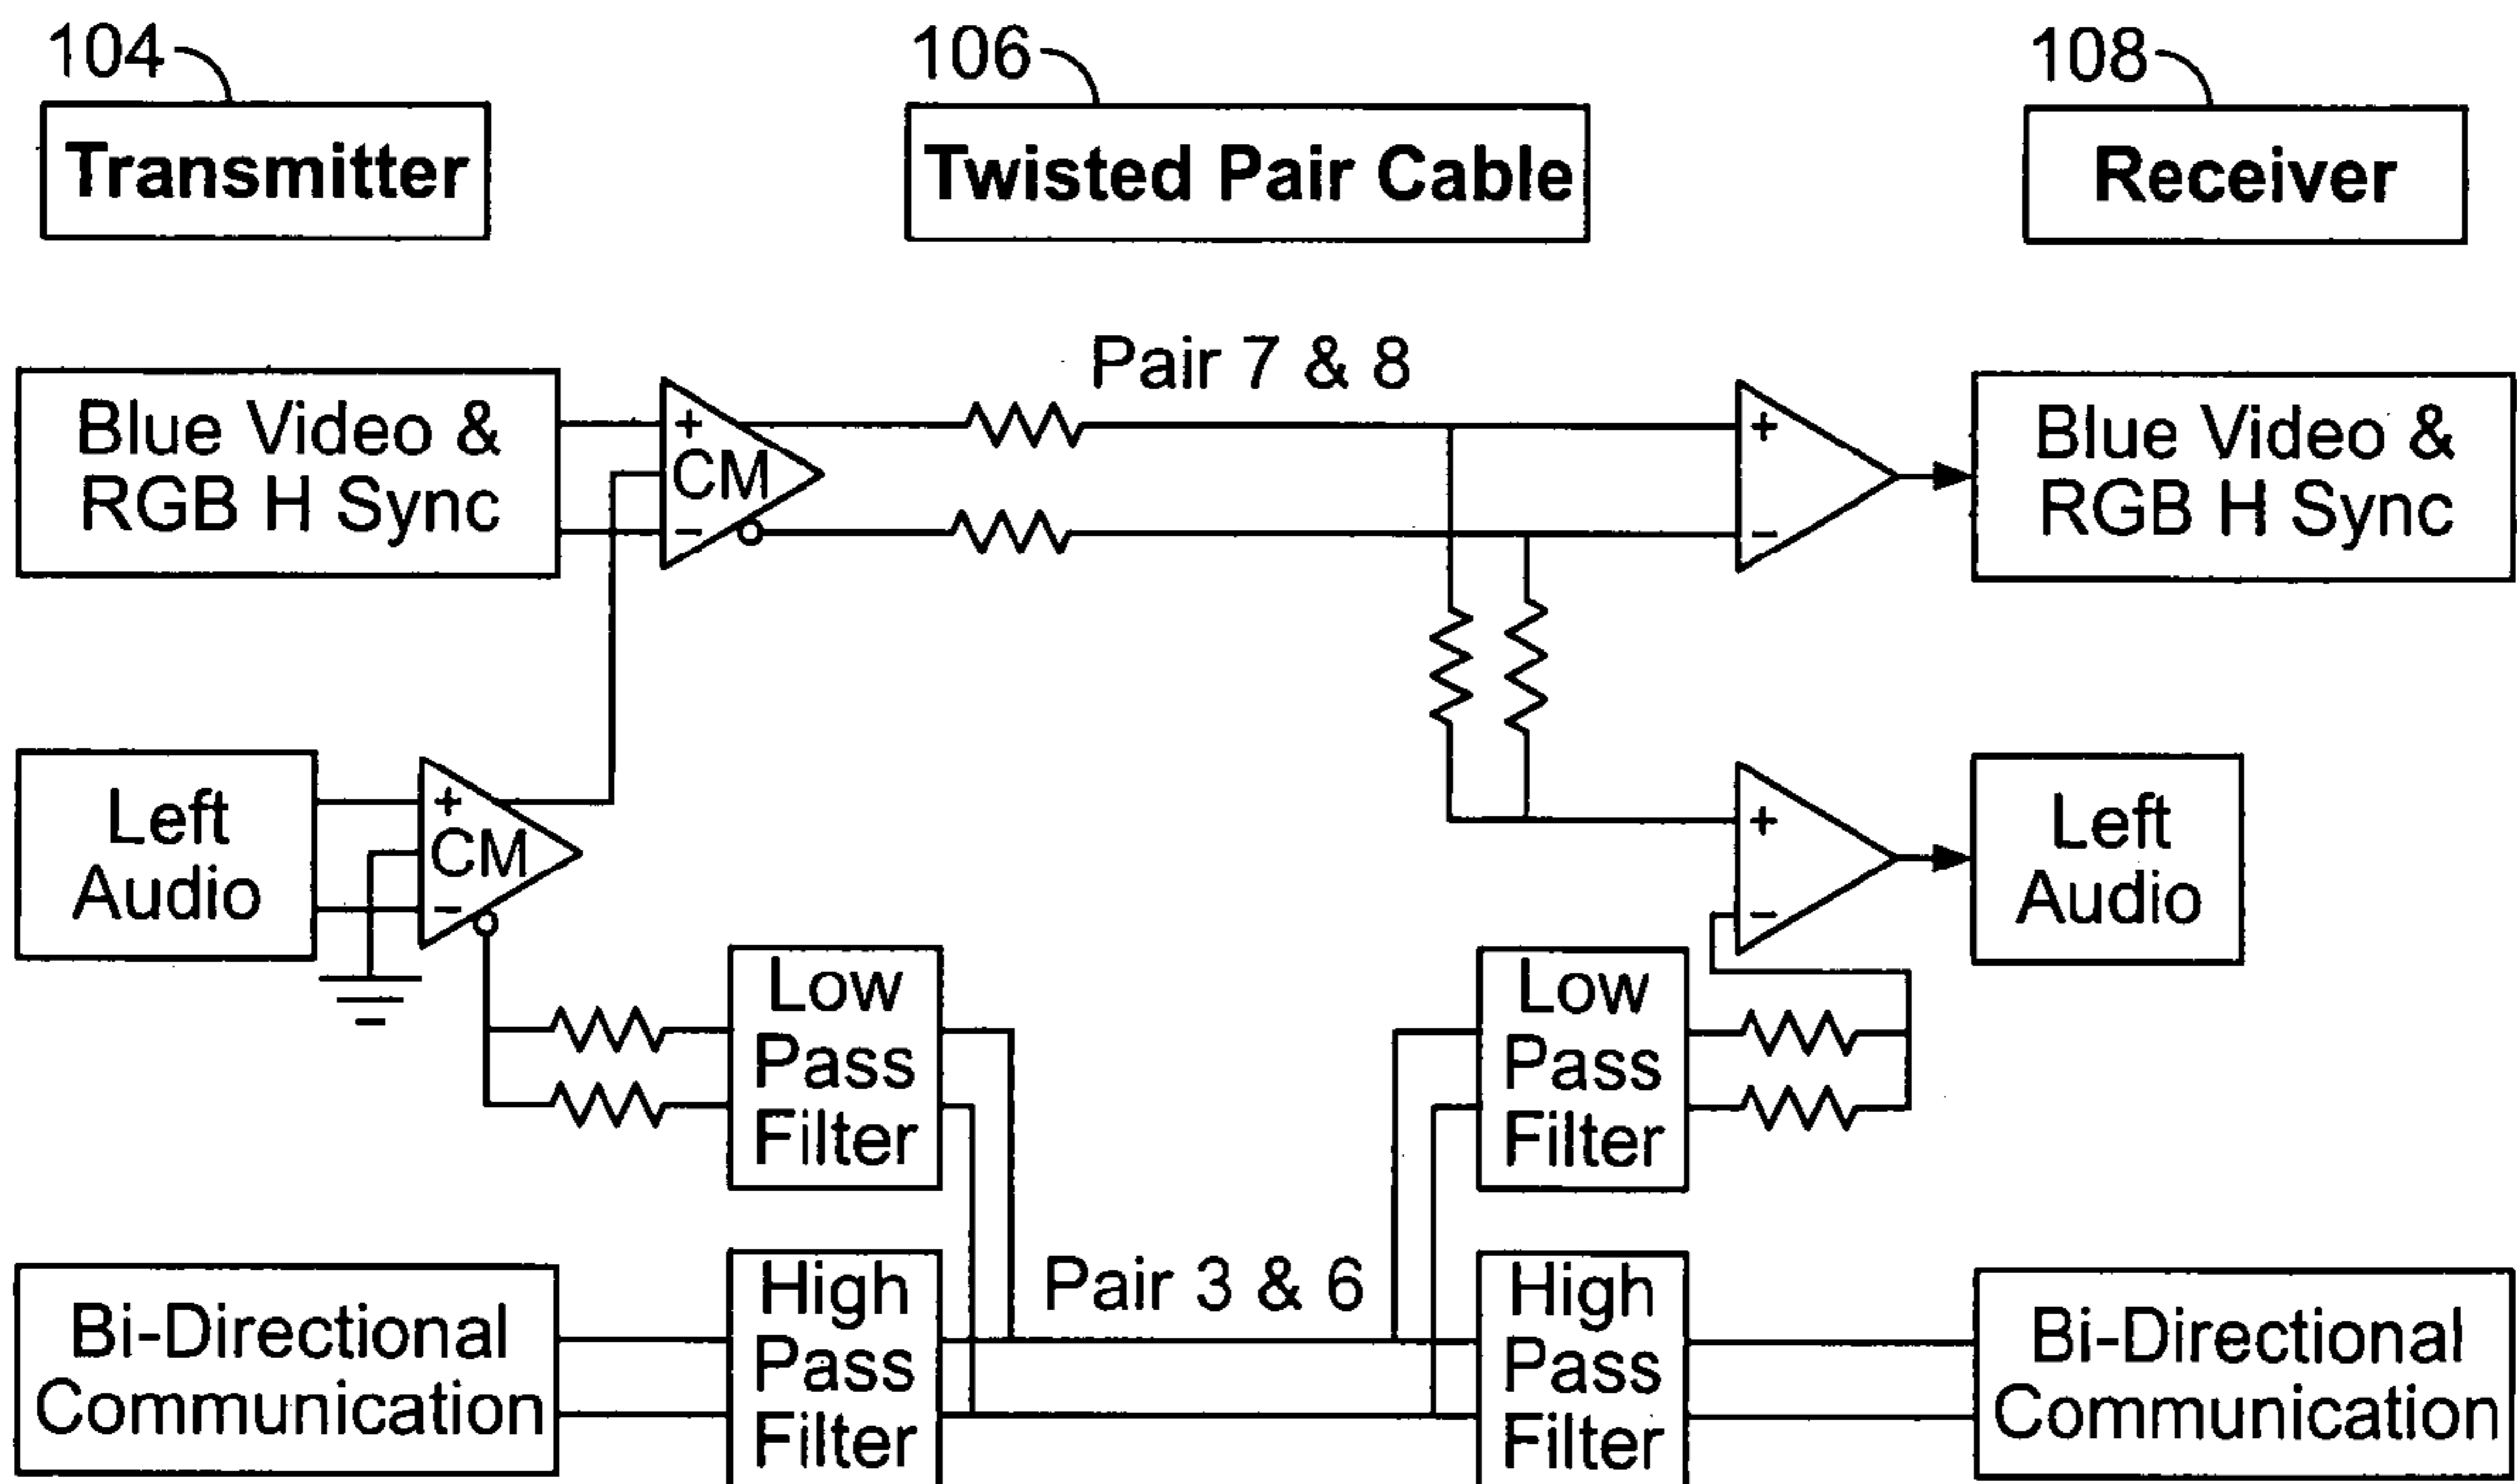 104
106
108
Transmitter
Twisted Pair Cable
Receiver
Pair 7 & 8
Blue Video &
RGB H Sync
+
CM
−
+
−
Blue Video &
RGB H Sync
Left
Audio
+
CM
−
+
−
Left
Audio
Low
Pass
Filter
Low
Pass
Filter
Bi-Directional
Communication
High
Pass
Filter
Pair 3 & 6
High
Pass
Filter
Bi-Directional
Communication